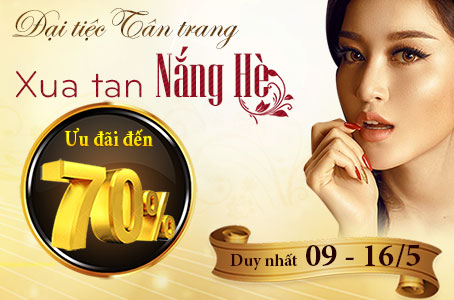 Đại tiệc Tân trang
Xua tan Nắng Hè
Ưu đãi đến
70%
Duy nhất 09 - 16/5